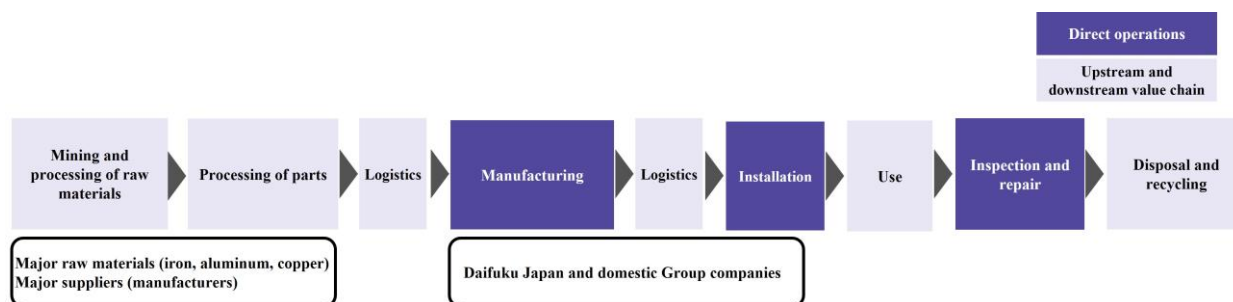 Direct operations
Upstream and
downstream value chain
Mining and
processing of raw
materials
Processing of parts
Logistics
Manufacturing
Logistics
Installation
Use
Inspection and
repair
Disposal and
recycling
Major raw materials (iron, aluminum, copper)
Major suppliers (manufacturers)
Daifuku Japan and domestic Group companies